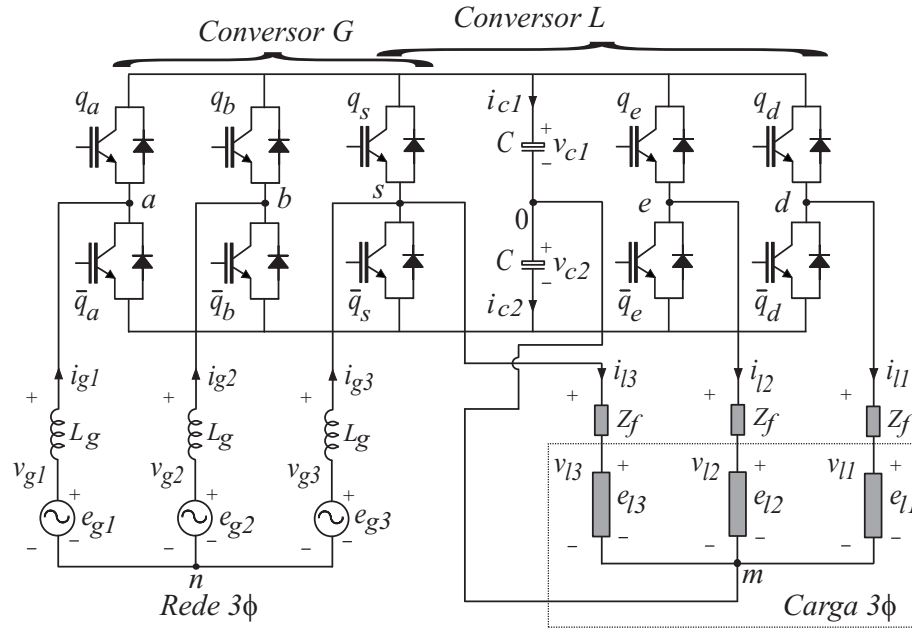 Conversor G
Conversor L
q_a
q_b
q_s
i_c1
q_e
q_d
C
+
−
v_c1
a
b
s
0
e
d
q̄_a
q̄_b
q̄_s
C
+
−
v_c2
i_c2
q̄_e
q̄_d
i_g1
i_g2
i_g3
i_l3
i_l2
i_l1
+
L_g
+
L_g
+
L_g
+
Z_f
+
Z_f
+
Z_f
v_g1
v_g2
v_g3
v_l3
v_l2
v_l1
+
e_g1
+
e_g2
+
e_g3
+
e_l3
+
e_l2
+
e_l1
− −
− −
− −
− −
− −
− −
n
m
Rede 3ϕ
Carga 3ϕ